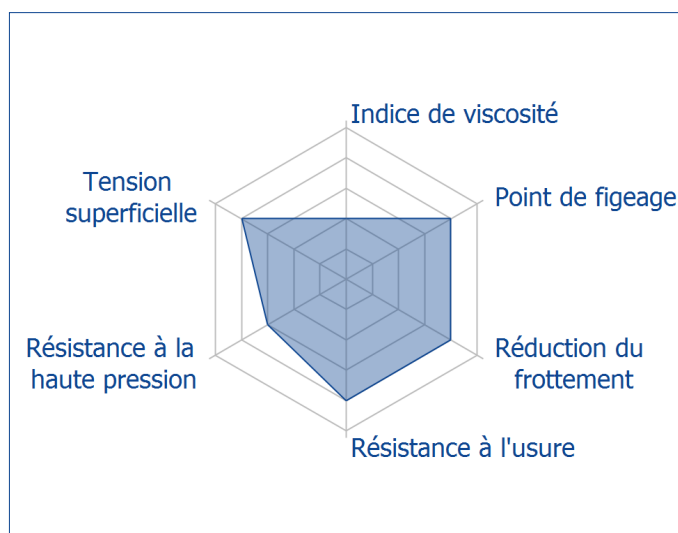 Indice de viscosité
Tension
superficielle
Point de figeage
Résistance à la
haute pression
Réduction du
frottement
Résistance à l'usure